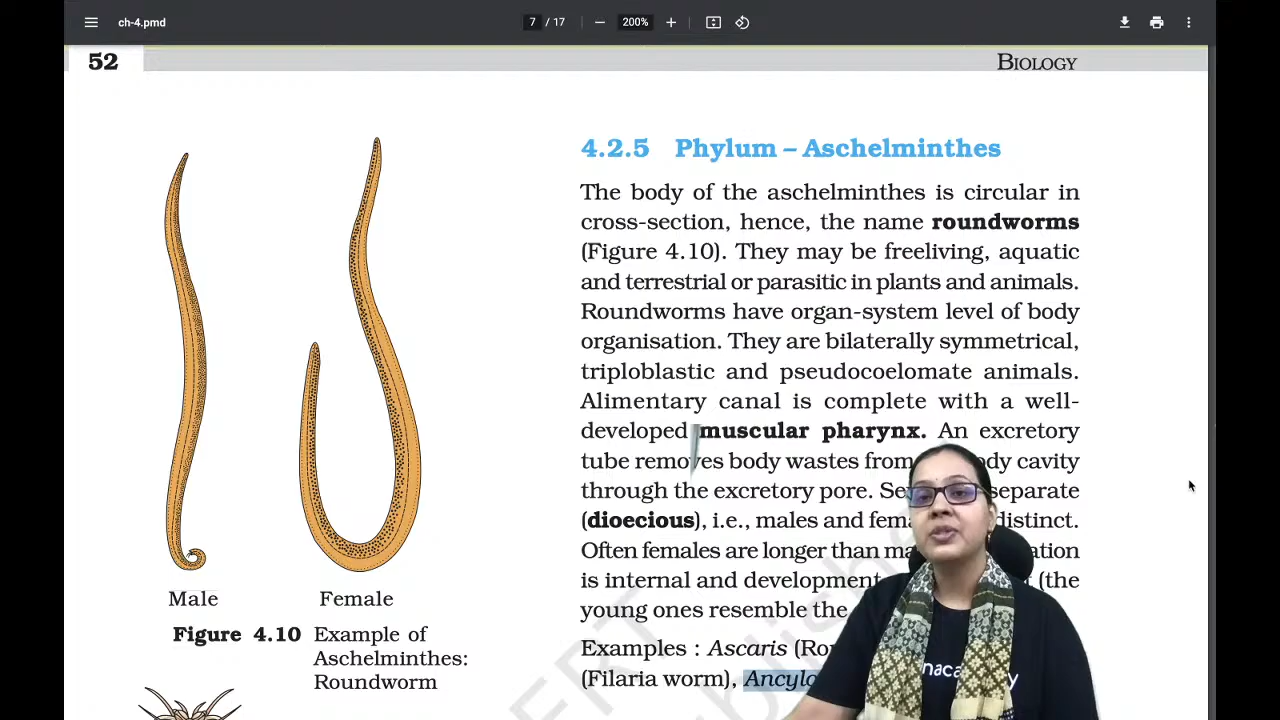 ch-4.pmd
7 / 17
200%
52
BIOLOGY
4.2.5 Phylum – Aschelminthes
The body of the aschelminthes is circular in
cross-section, hence, the name roundworms
(Figure 4.10). They may be freeliving, aquatic
and terrestrial or parasitic in plants and animals.
Roundworms have organ-system level of body
organisation. They are bilaterally symmetrical,
triploblastic and pseudocoelomate animals.
Alimentary canal is complete with a well-
developed muscular pharynx. An excretory
tube removes body wastes from cavity
through the excretory pore. separate
(dioecious), i.e., males and distinct.
Often females are longer than
is internal and development (the
young ones resemble the
Examples : Ascaris
(Filaria worm),
Male Female
Figure 4.10 Example of
Aschelminthes:
Roundworm